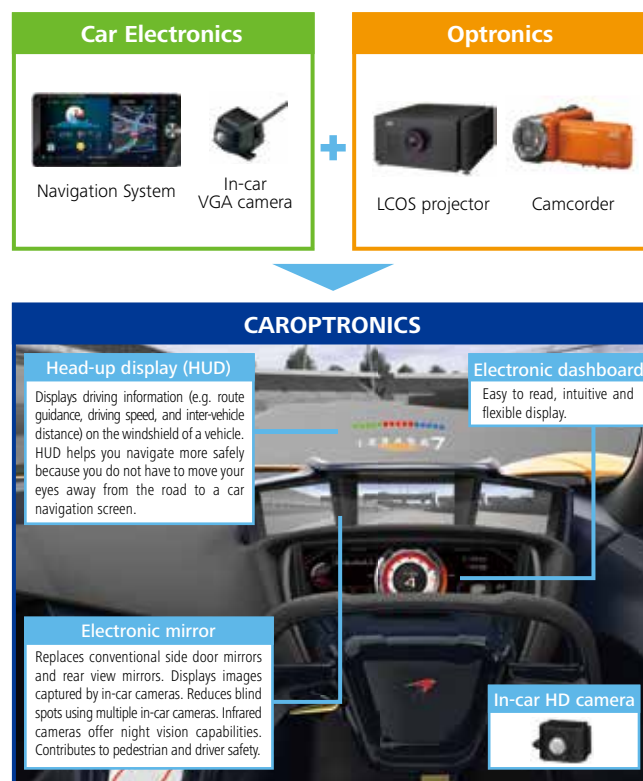 Car Electronics
Navigation System
In-car
VGA camera
+
Optronics
LCOS projector
Camcorder
CAROPTRONICS
Head-up display (HUD)
Displays driving information (e.g. route
guidance, driving speed, and inter-vehicle
distance) on the windshield of a vehicle.
HUD helps you navigate more safely
because you do not have to move your
eyes away from the road to a car
navigation screen.
Electronic dashboard
Easy to read, intuitive and
flexible display.
Electronic mirror
Replaces conventional side door mirrors
and rear view mirrors. Displays images
captured by in-car cameras. Reduces blind
spots using multiple in-car cameras. Infrared
cameras offer night vision capabilities.
Contributes to pedestrian and driver safety.
In-car HD camera